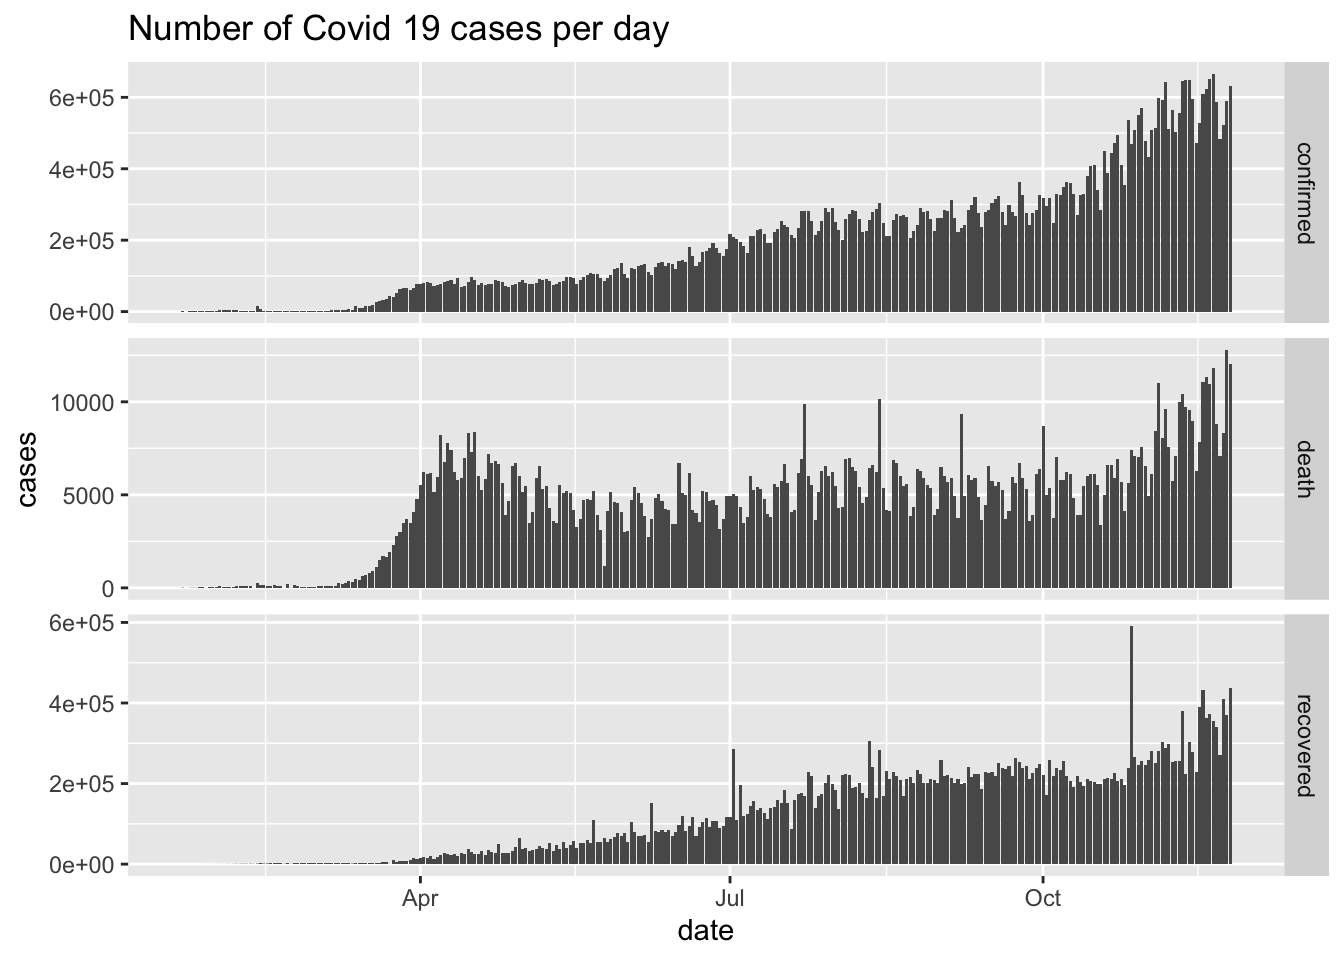 Number of Covid 19 cases per day
6e+05
4e+05
2e+05
0e+00
confirmed
10000
5000
0
death
6e+05
4e+05
2e+05
0e+00
recovered
cases
Apr
Jul
Oct
date